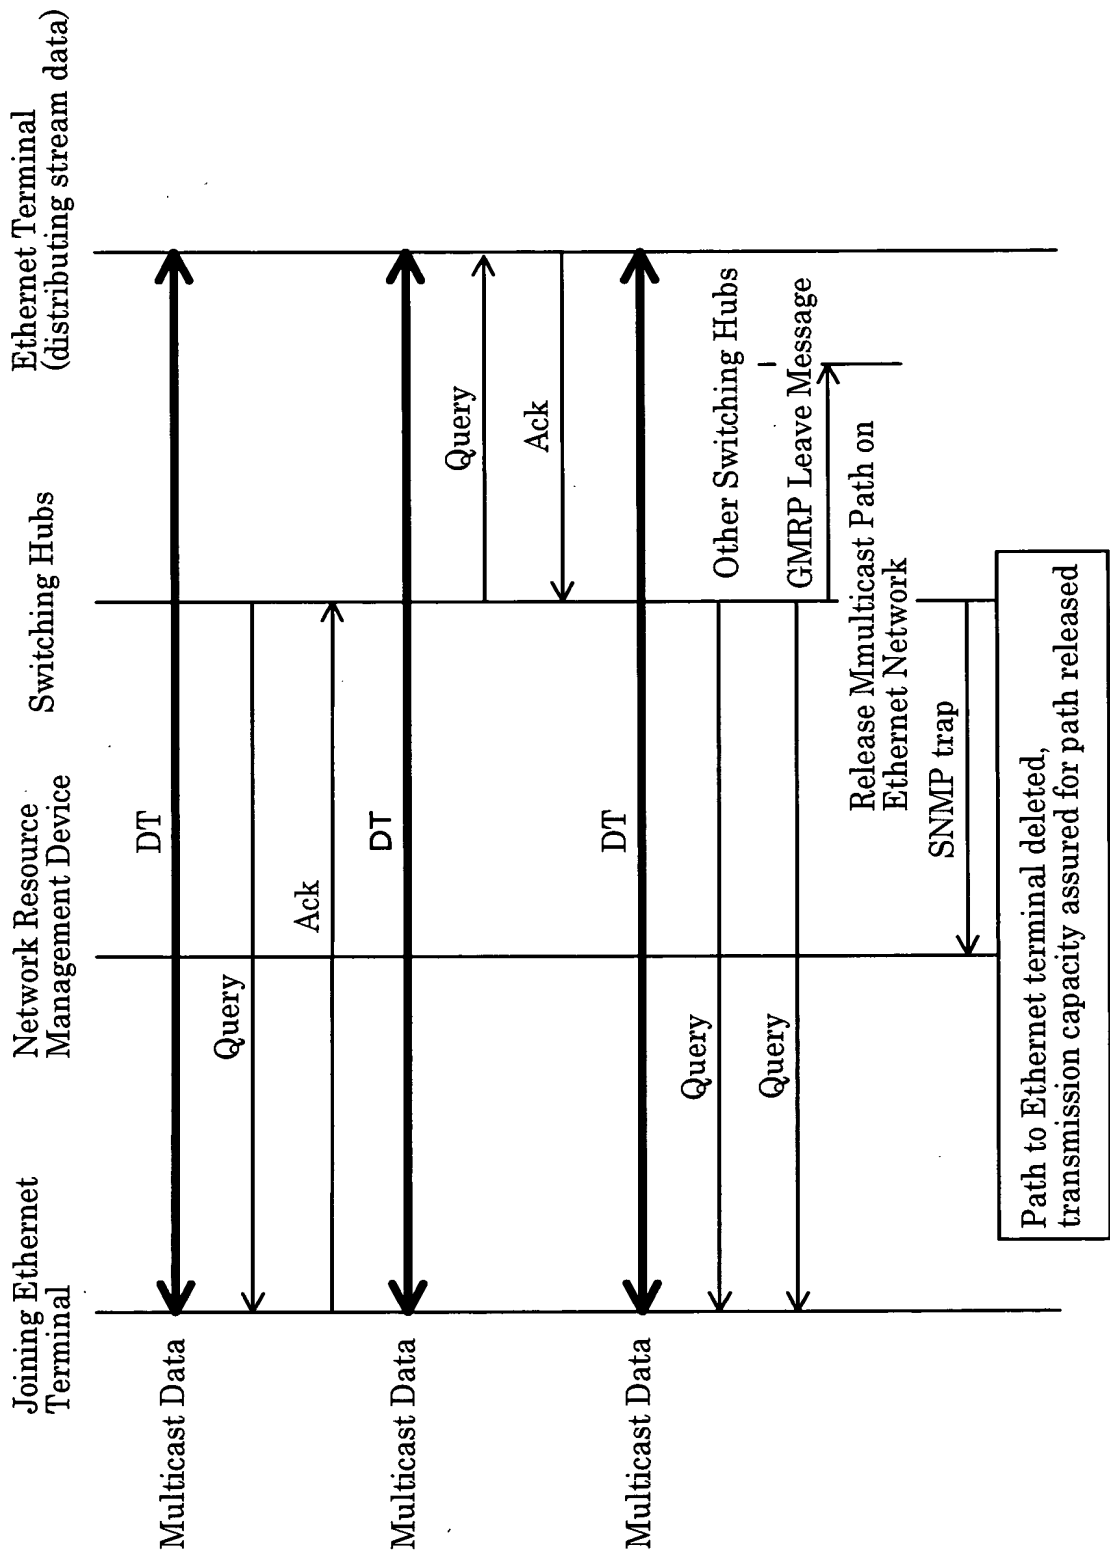 Joining Ethernet
Terminal
Network Resource
Management Device
Switching Hubs
Ethernet Terminal
(distributing stream data)
Multicast Data
DT
Query
Ack
Multicast Data
DT
Query
Ack
Multicast Data
DT
Query
Other Switching Hubs
Query
GMRP Leave Message
Release Mmulticast Path on
Ethernet Network
SNMP trap
Path to Ethernet terminal deleted,
transmission capacity assured for path released